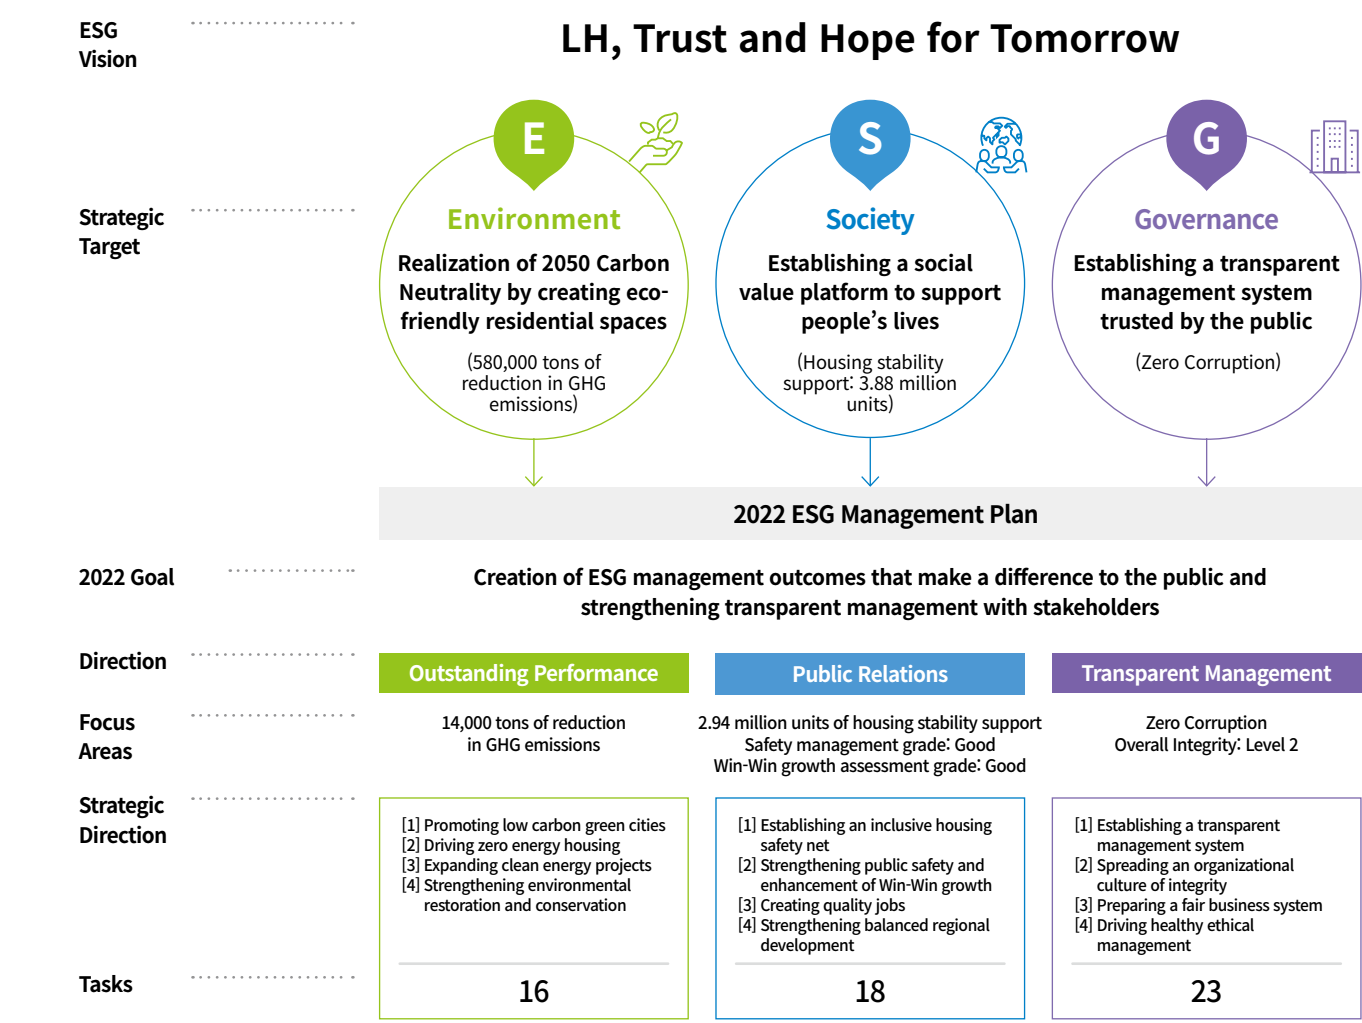 ESG
Vision
LH, Trust and Hope for Tomorrow
Strategic
Target
E
Environment
Realization of 2050 Carbon
Neutrality by creating eco-
friendly residential spaces
(580,000 tons of
reduction in GHG
emissions)
S
Society
Establishing a social
value platform to support
people's lives
(Housing stability
support: 3.88 million
units)
G
Governance
Establishing a transparent
management system
trusted by the public
(Zero Corruption)
2022 ESG Management Plan
2022 Goal
Creation of ESG management outcomes that make a difference to the public and
strengthening transparent management with stakeholders
Direction
Outstanding Performance
Public Relations
Transparent Management
Focus
Areas
14,000 tons of reduction
in GHG emissions
2.94 million units of housing stability support
Safety management grade: Good
Win-Win growth assessment grade: Good
Zero Corruption
Overall Integrity: Level 2
Strategic
Direction
[1] Promoting low carbon green cities
[2] Driving zero energy housing
[3] Expanding clean energy projects
[4] Strengthening environmental
restoration and conservation
[1] Establishing an inclusive housing
safety net
[2] Strengthening public safety and
enhancement of Win-Win growth
[3] Creating quality jobs
[4] Strengthening balanced regional
development
[1] Establishing a transparent
management system
[2] Spreading an organizational
culture of integrity
[3] Preparing a fair business system
[4] Driving healthy ethical
management
Tasks
16
18
23